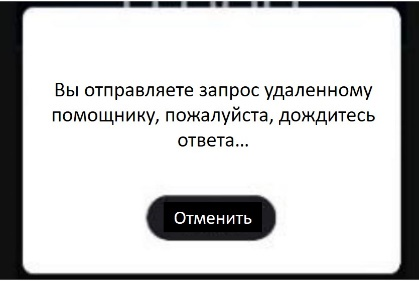 Вы отправляете запрос удаленному
помощнику, пожалуйста, дождитесь
ответа...
Отменить